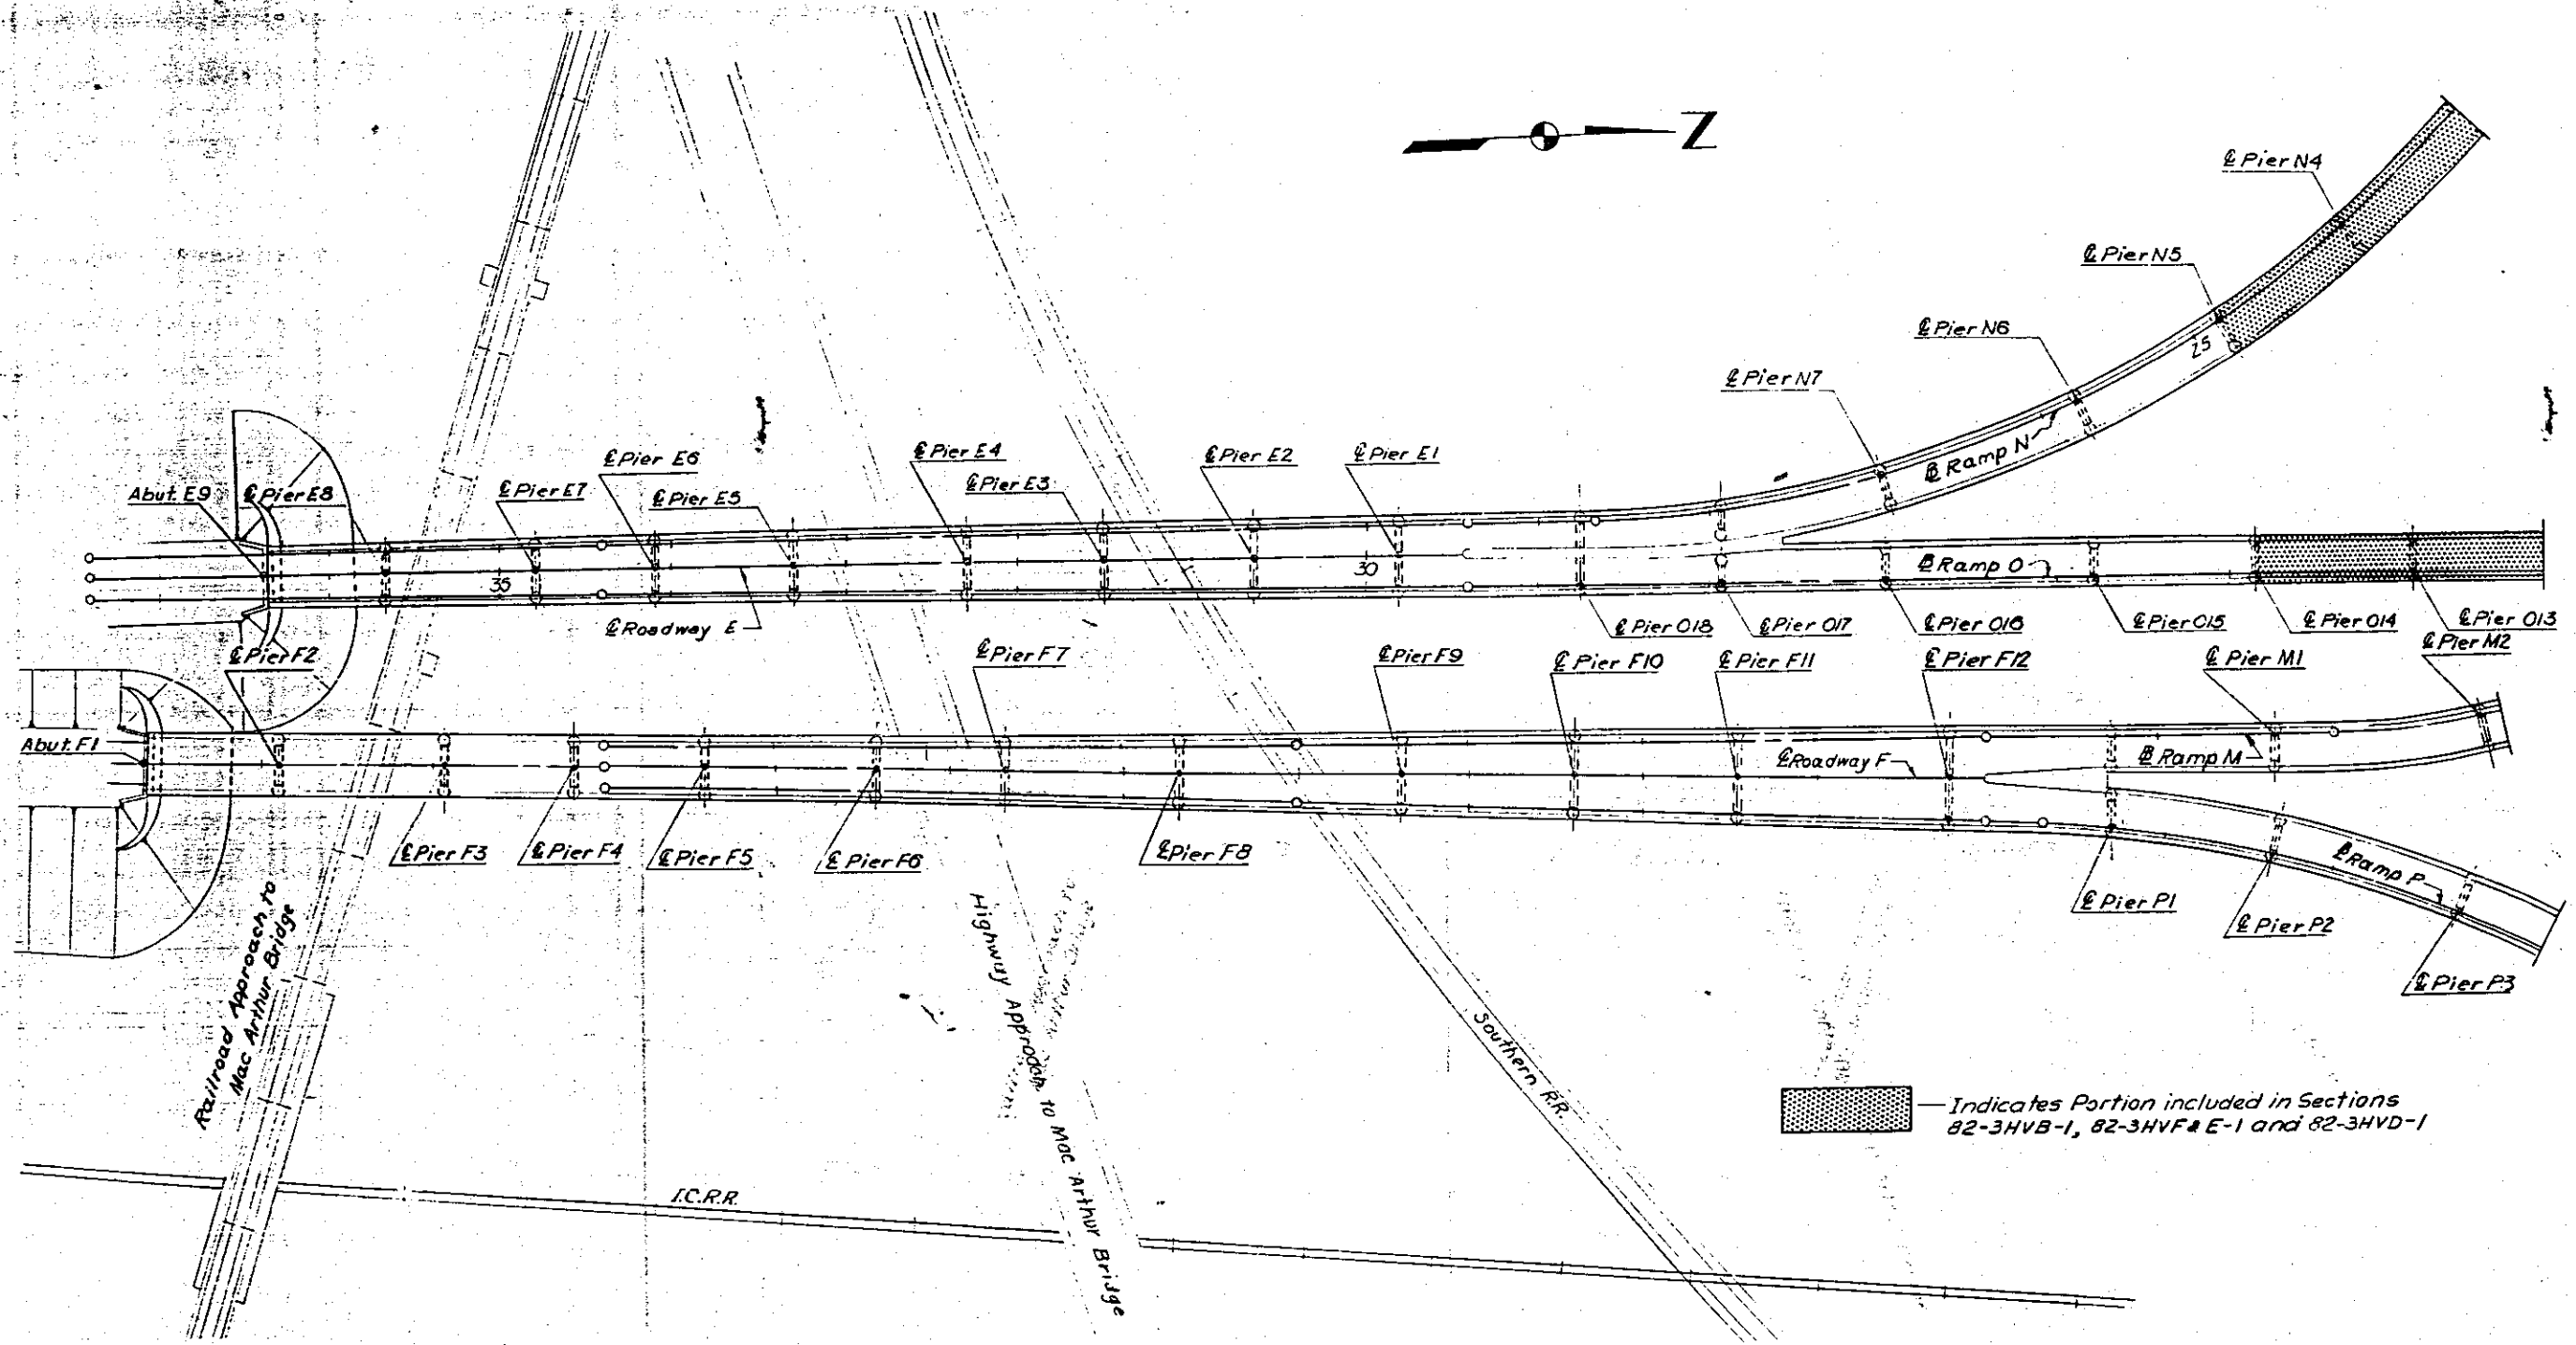 Z
℄ Pier N4
℄ Pier N5
℄ Pier N6
25
℄ Pier N7
℄ Ramp N
℄ Pier E4
℄ Pier E6
℄ Pier E2
℄ Pier E1
Abut. E9
℄ Pier E8
℄ Pier E7
℄ Pier E5
℄ Pier E3
35
30
℄ Ramp O
℄ Roadway E
℄ Pier O18
℄ Pier O17
℄ Pier O16
℄ Pier O15
℄ Pier O14
℄ Pier O13
℄ Pier F2
℄ Pier F7
℄ Pier F9
℄ Pier F10
℄ Pier F11
℄ Pier F12
℄ Pier M1
℄ Pier M2
Abut. F1
℄ Roadway F
℄ Ramp M
℄ Pier F3
℄ Pier F4
℄ Pier F5
℄ Pier F6
℄ Pier F8
℄ Ramp P
℄ Pier P1
℄ Pier P2
℄ Pier P3
Railroad Approach to
Mac Arthur Bridge
Highway Approach to Mac Arthur Bridge
Southern R.R.
I.C.R.R.
Indicates Portion included in Sections
82-3HVB-1, 82-3HVF & E-1 and 82-3HVD-1